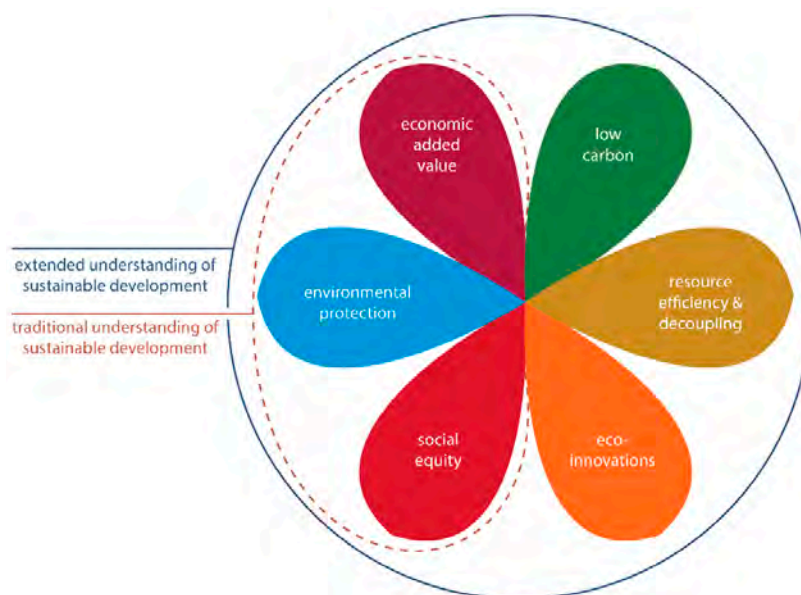 economic
added
value
low
carbon
extended understanding of
sustainable development
environmental
protection
resource
efficiency &
decoupling
traditional understanding of
sustainable development
social
equity
eco-
innovations